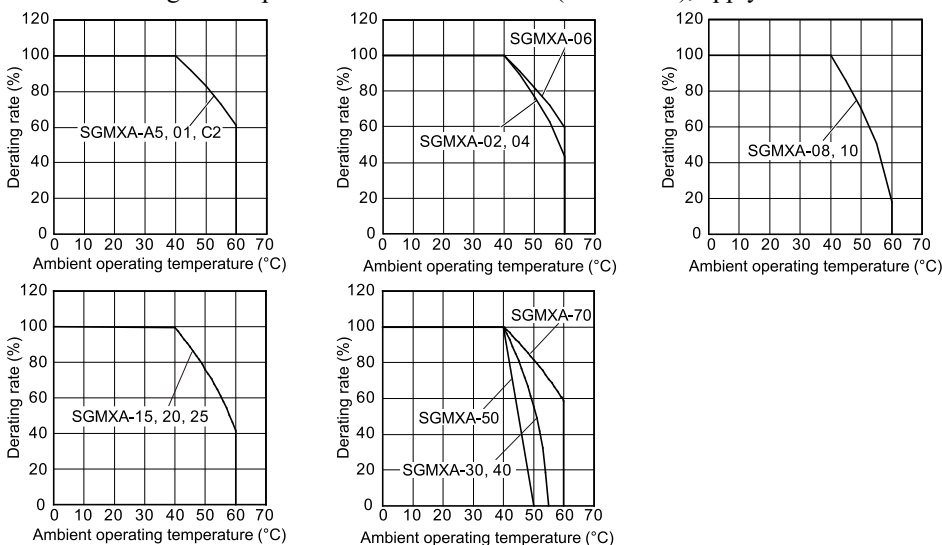 120
100
80
60
40
20
0
Derating rate (%)
SGMXA-A5, 01, C2
0 10 20 30 40 50 60 70
Ambient operating temperature (°C)
120
100
80
60
40
20
0
Derating rate (%)
SGMXA-06
SGMXA-02, 04
0 10 20 30 40 50 60 70
Ambient operating temperature (°C)
120
100
80
60
40
20
0
Derating rate (%)
SGMXA-08, 10
0 10 20 30 40 50 60 70
Ambient operating temperature (°C)
120
100
80
60
40
20
0
Derating rate (%)
SGMXA-15, 20, 25
0 10 20 30 40 50 60 70
Ambient operating temperature (°C)
120
100
80
60
40
20
0
Derating rate (%)
SGMXA-70
SGMXA-50
SGMXA-30, 40
0 10 20 30 40 50 60 70
Ambient operating temperature (°C)